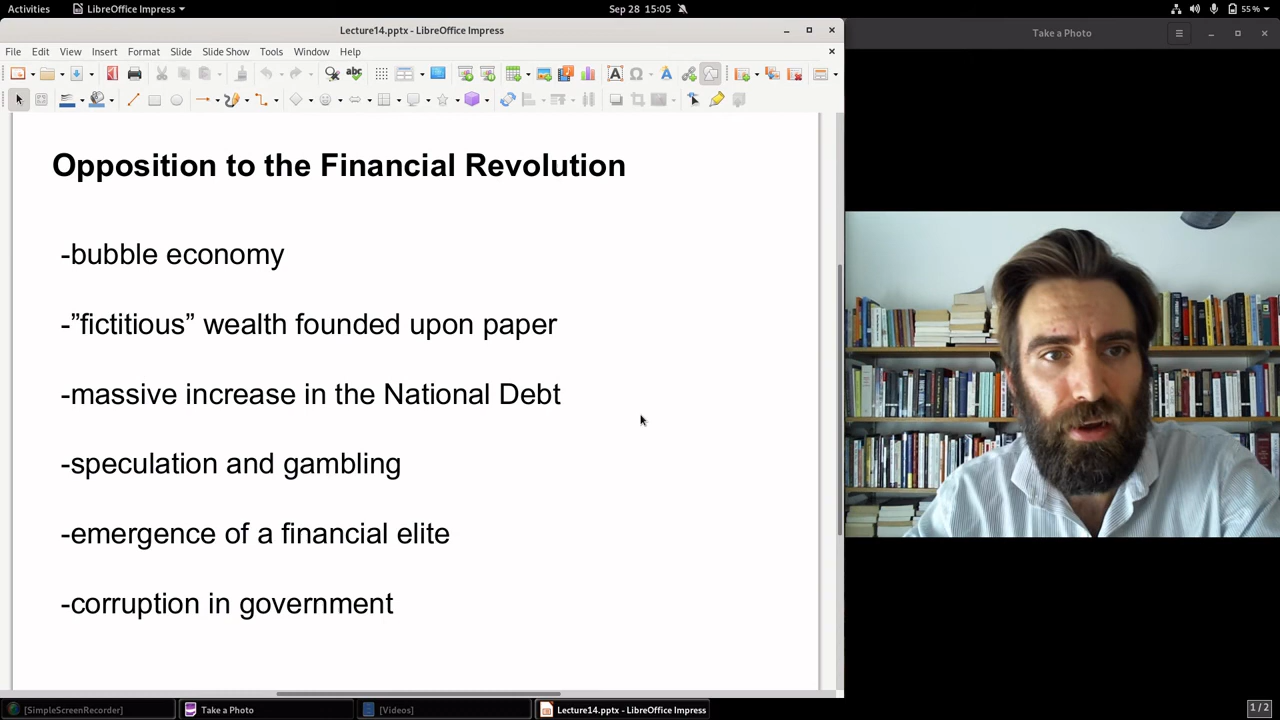 Activities
LibreOffice Impress
Sep 28 15:05
55 %
Lecture14.pptx - LibreOffice Impress
Take a Photo
File Edit View Insert Format Slide Slide Show Tools Window Help
Opposition to the Financial Revolution
-bubble economy
-”fictitious” wealth founded upon paper
-massive increase in the National Debt
-speculation and gambling
-emergence of a financial elite
-corruption in government
[SimpleScreenRecorder]
Take a Photo
[Videos]
Lecture14.pptx - LibreOffice Impress
1 / 2